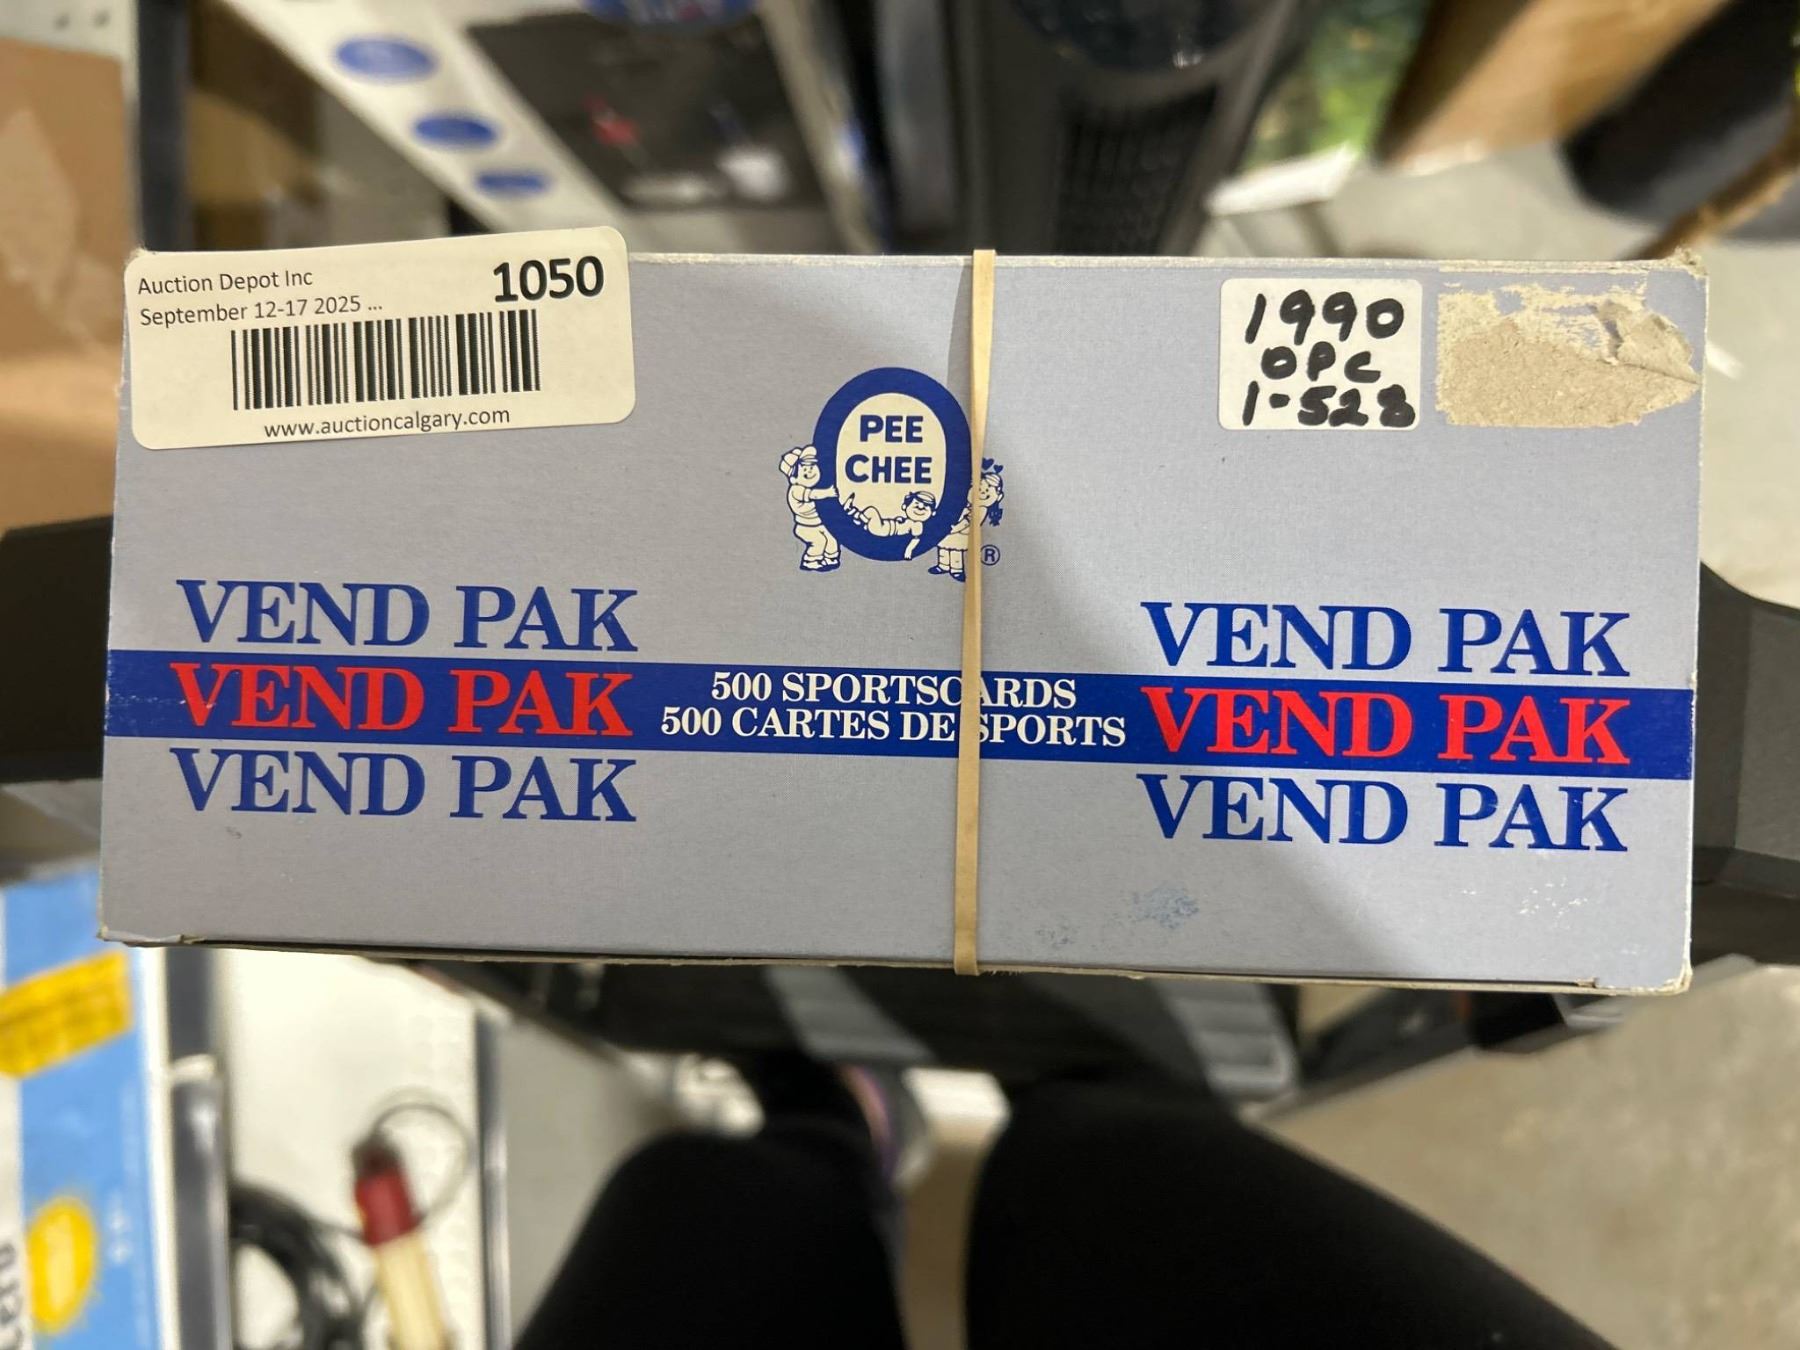 Auction Depot Inc
1050
September 12-17 2025 ...
www.auctioncalgary.com
1990
OPC
1-528
PEE
CHEE
®
VEND PAK
VEND PAK
VEND PAK
500 SPORTSCARDS
500 CARTES DE SPORTS
VEND PAK
VEND PAK
VEND PAK